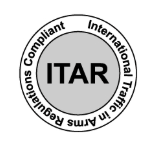 International Traffic in Arms Regulations Compliant
ITAR